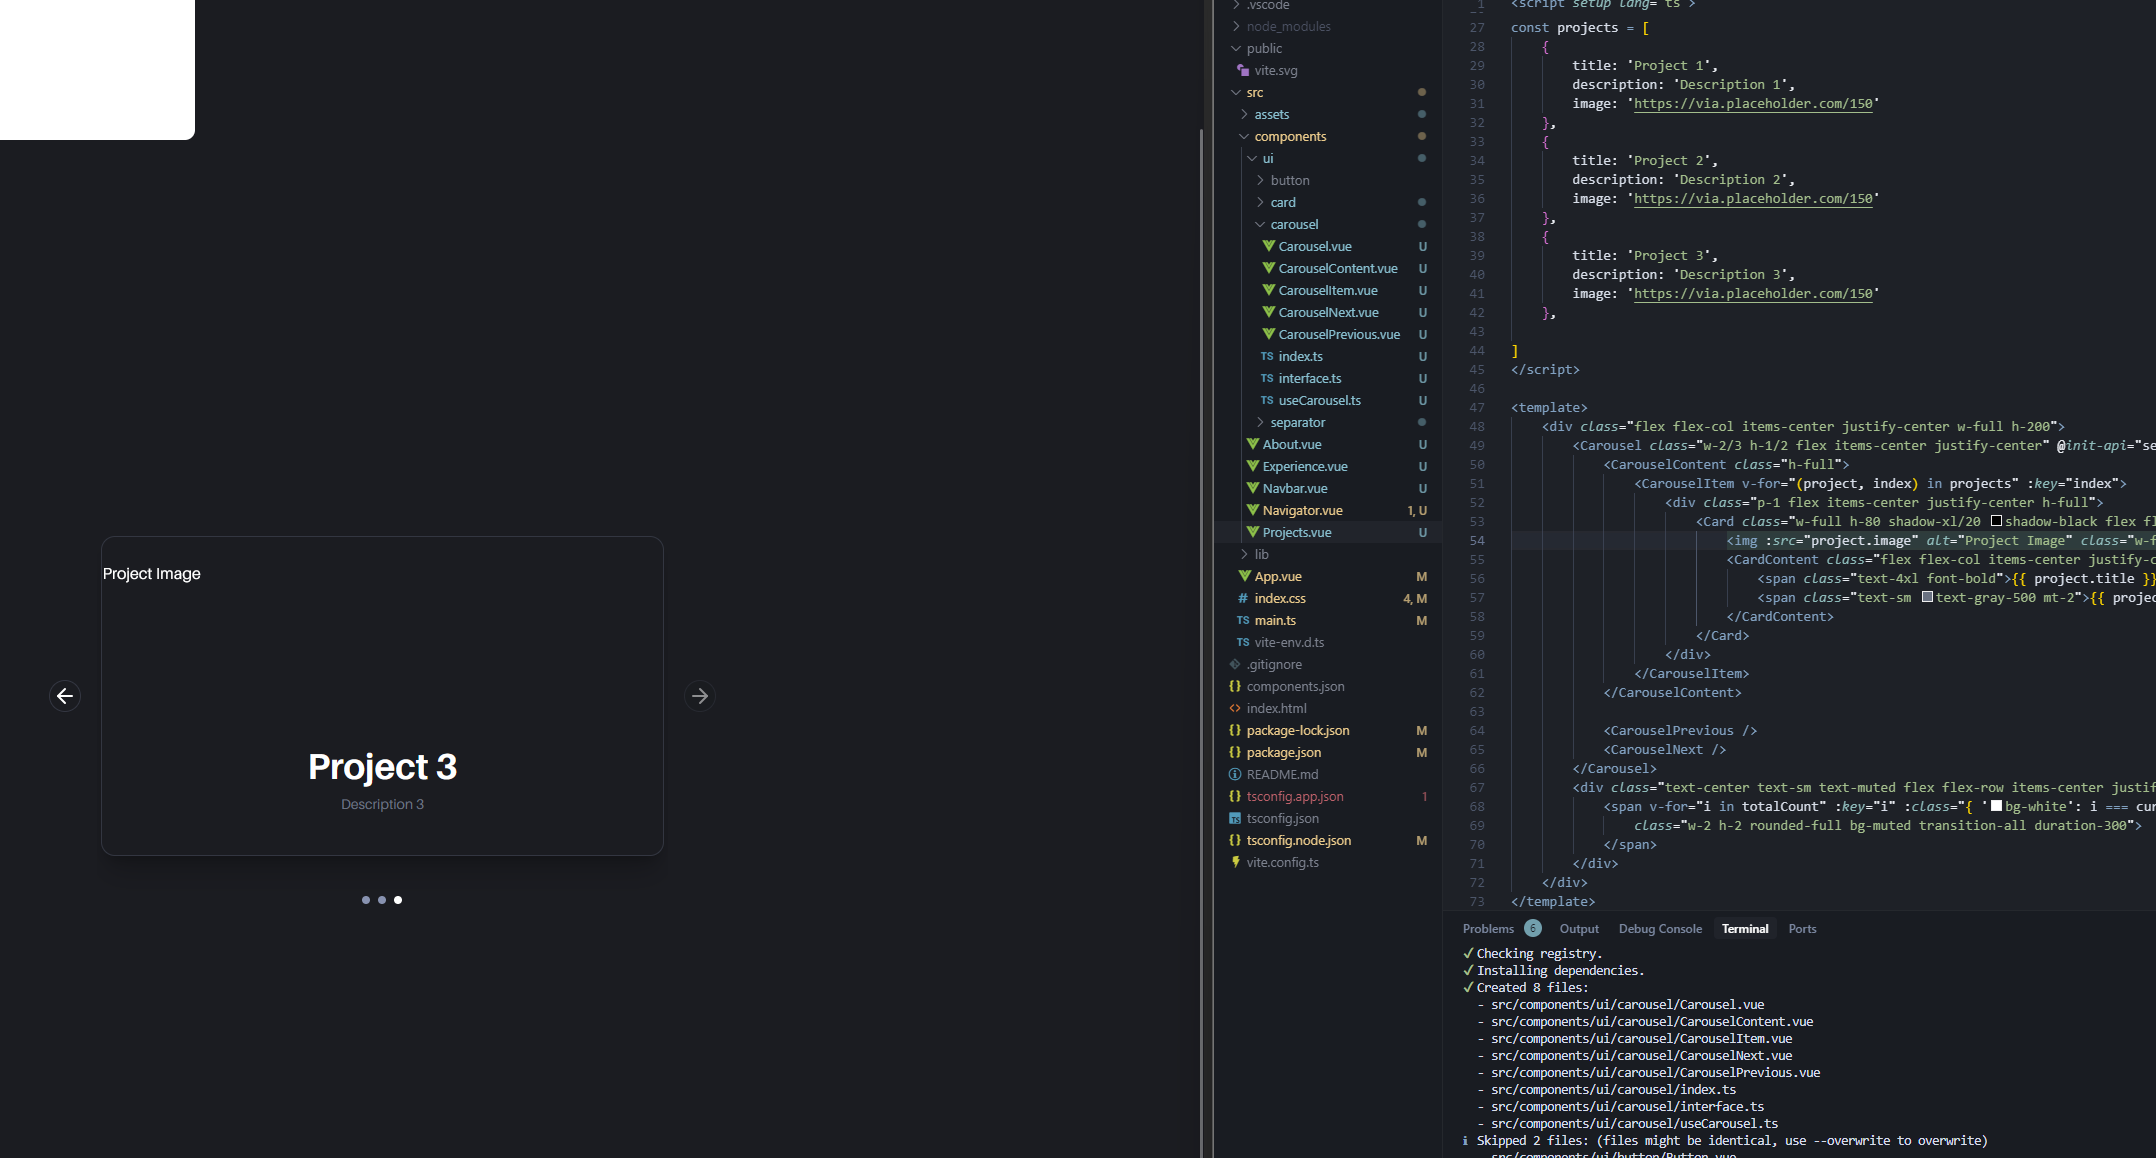 Project Image
Project 3
Description 3
.vscode
node_modules
public
vite.svg
src
assets
components
ui
button
card
carousel
Carousel.vue U
CarouselContent.vue U
CarouselItem.vue U
CarouselNext.vue U
CarouselPrevious.vue U
TS index.ts U
TS interface.ts U
TS useCarousel.ts U
separator
About.vue U
Experience.vue U
Navbar.vue U
Navigator.vue 1, U
Projects.vue U
lib
App.vue M
# index.css 4, M
TS main.ts M
TS vite-env.d.ts
.gitignore
{} components.json
<> index.html
{} package-lock.json M
{} package.json M
README.md
{} tsconfig.app.json 1
TS tsconfig.json
{} tsconfig.node.json M
vite.config.ts
1 <script setup lang="ts">
27 const projects = [
28 {
29 title: 'Project 1',
30 description: 'Description 1',
31 image: 'https://via.placeholder.com/150'
32 },
33 {
34 title: 'Project 2',
35 description: 'Description 2',
36 image: 'https://via.placeholder.com/150'
37 },
38 {
39 title: 'Project 3',
40 description: 'Description 3',
41 image: 'https://via.placeholder.com/150'
42 },
43
44 ]
45 </script>
46
47 <template>
48 <div class="flex flex-col items-center justify-center w-full h-200">
49 <Carousel class="w-2/3 h-1/2 flex items-center justify-center" @init-api="se
50 <CarouselContent class="h-full">
51 <CarouselItem v-for="(project, index) in projects" :key="index">
52 <div class="p-1 flex items-center justify-center h-full">
53 <Card class="w-full h-80 shadow-xl/20 shadow-black flex fl
54 <img :src="project.image" alt="Project Image" class="w-f
55 <CardContent class="flex flex-col items-center justify-c
56 <span class="text-4xl font-bold">{{ project.title }}
57 <span class="text-sm text-gray-500 mt-2">{{ projec
58 </CardContent>
59 </Card>
60 </div>
61 </CarouselItem>
62 </CarouselContent>
63
64 <CarouselPrevious />
65 <CarouselNext />
66 </Carousel>
67 <div class="text-center text-sm text-muted flex flex-row items-center justif
68 <span v-for="i in totalCount" :key="i" :class="{ 'bg-white': i === cur
69 class="w-2 h-2 rounded-full bg-muted transition-all duration-300">
70 </span>
71 </div>
72 </div>
73 </template>
Problems 6 Output Debug Console Terminal Ports
✓ Checking registry.
✓ Installing dependencies.
✓ Created 8 files:
- src/components/ui/carousel/Carousel.vue
- src/components/ui/carousel/CarouselContent.vue
- src/components/ui/carousel/CarouselItem.vue
- src/components/ui/carousel/CarouselNext.vue
- src/components/ui/carousel/CarouselPrevious.vue
- src/components/ui/carousel/index.ts
- src/components/ui/carousel/interface.ts
- src/components/ui/carousel/useCarousel.ts
i Skipped 2 files: (files might be identical, use --overwrite to overwrite)
- src/components/ui/button/Button.vue